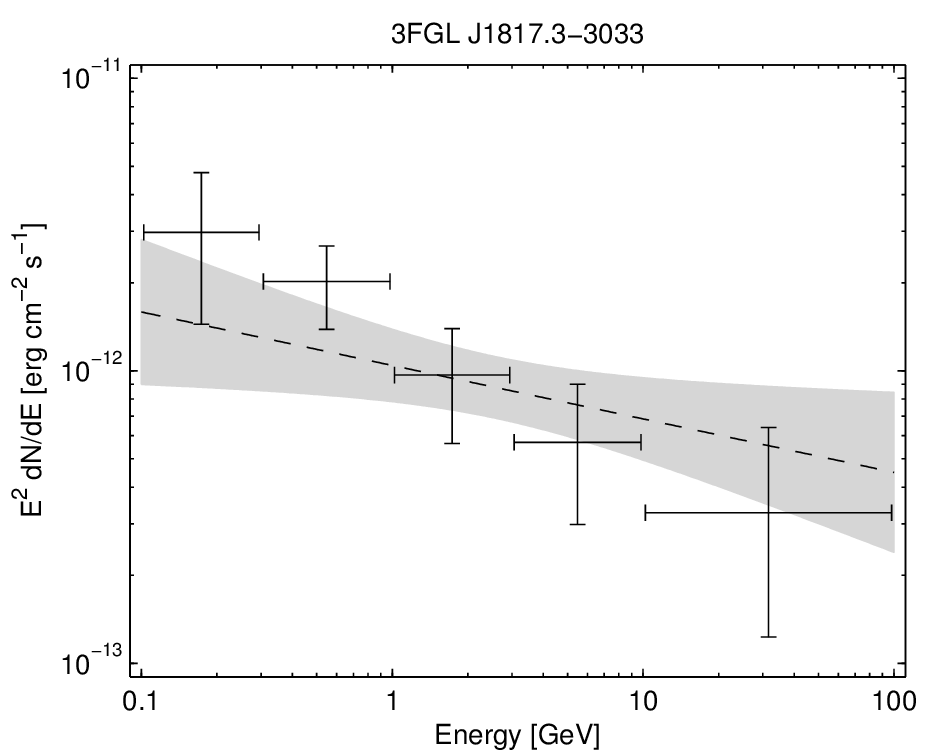 3FGL J1817.3−3033
10⁻¹¹
10⁻¹²
10⁻¹³
E² dN/dE [erg cm⁻² s⁻¹]
0.1 1 10 100
Energy [GeV]